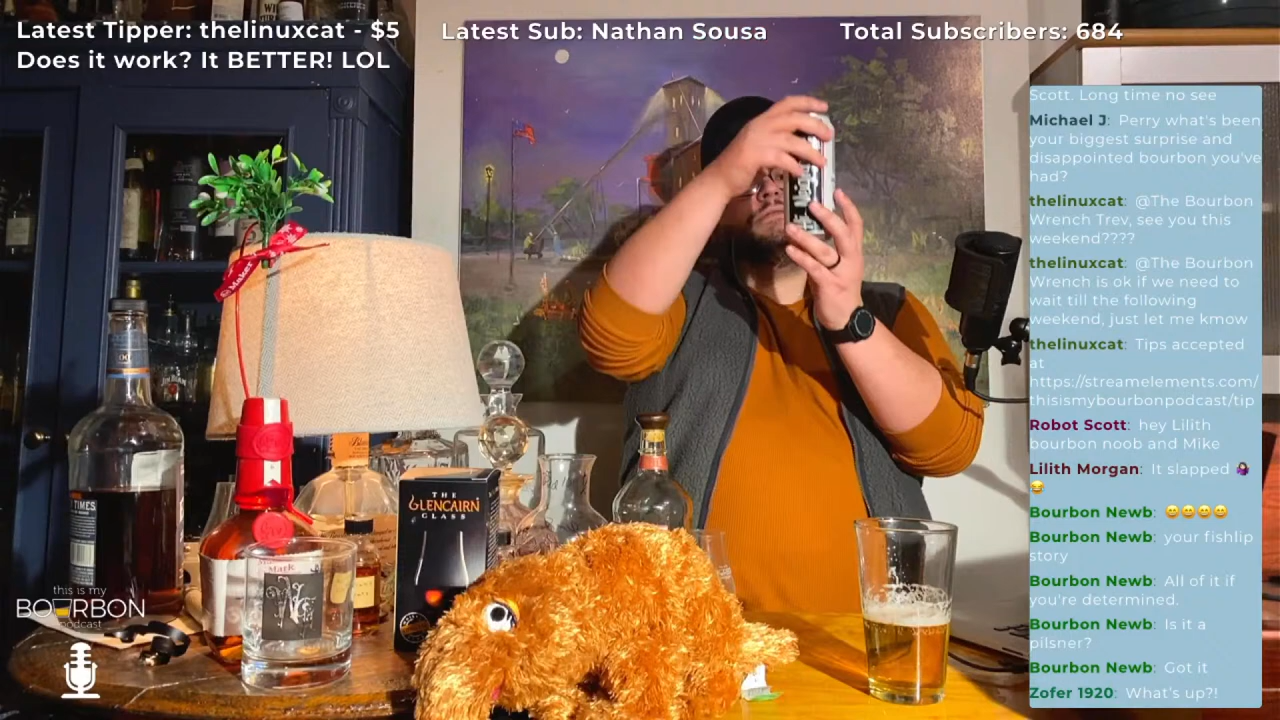 Latest Tipper: thelinuxcat - $5
Does it work? It BETTER! LOL
Latest Sub: Nathan Sousa
Total Subscribers: 684
Scott. Long time no see
Michael J: Perry what's been
your biggest surprise and
disappointed bourbon you've
had?
thelinuxcat: @The Bourbon
Wrench Trev, see you this
weekend????
thelinuxcat: @The Bourbon
Wrench is ok if we need to
wait till the following
weekend, just let me kmow
thelinuxcat: Tips accepted
at
https://streamelements.com/
thisismybourbonpodcast/tip
Robot Scott: hey Lilith
bourbon noob and Mike
Lilith Morgan: It slapped 🤷🏽‍♀️
😂
Bourbon Newb: 😄😄😄😄
Bourbon Newb: your fishlip
story
Bourbon Newb: All of it if
you're determined.
Bourbon Newb: Is it a
pilsner?
Bourbon Newb: Got it
Zofer 1920: What's up?!
THE
GLENCAIRN
GLASS
TIMES
Maker's
Mark
this is my
BOURBON
podcast